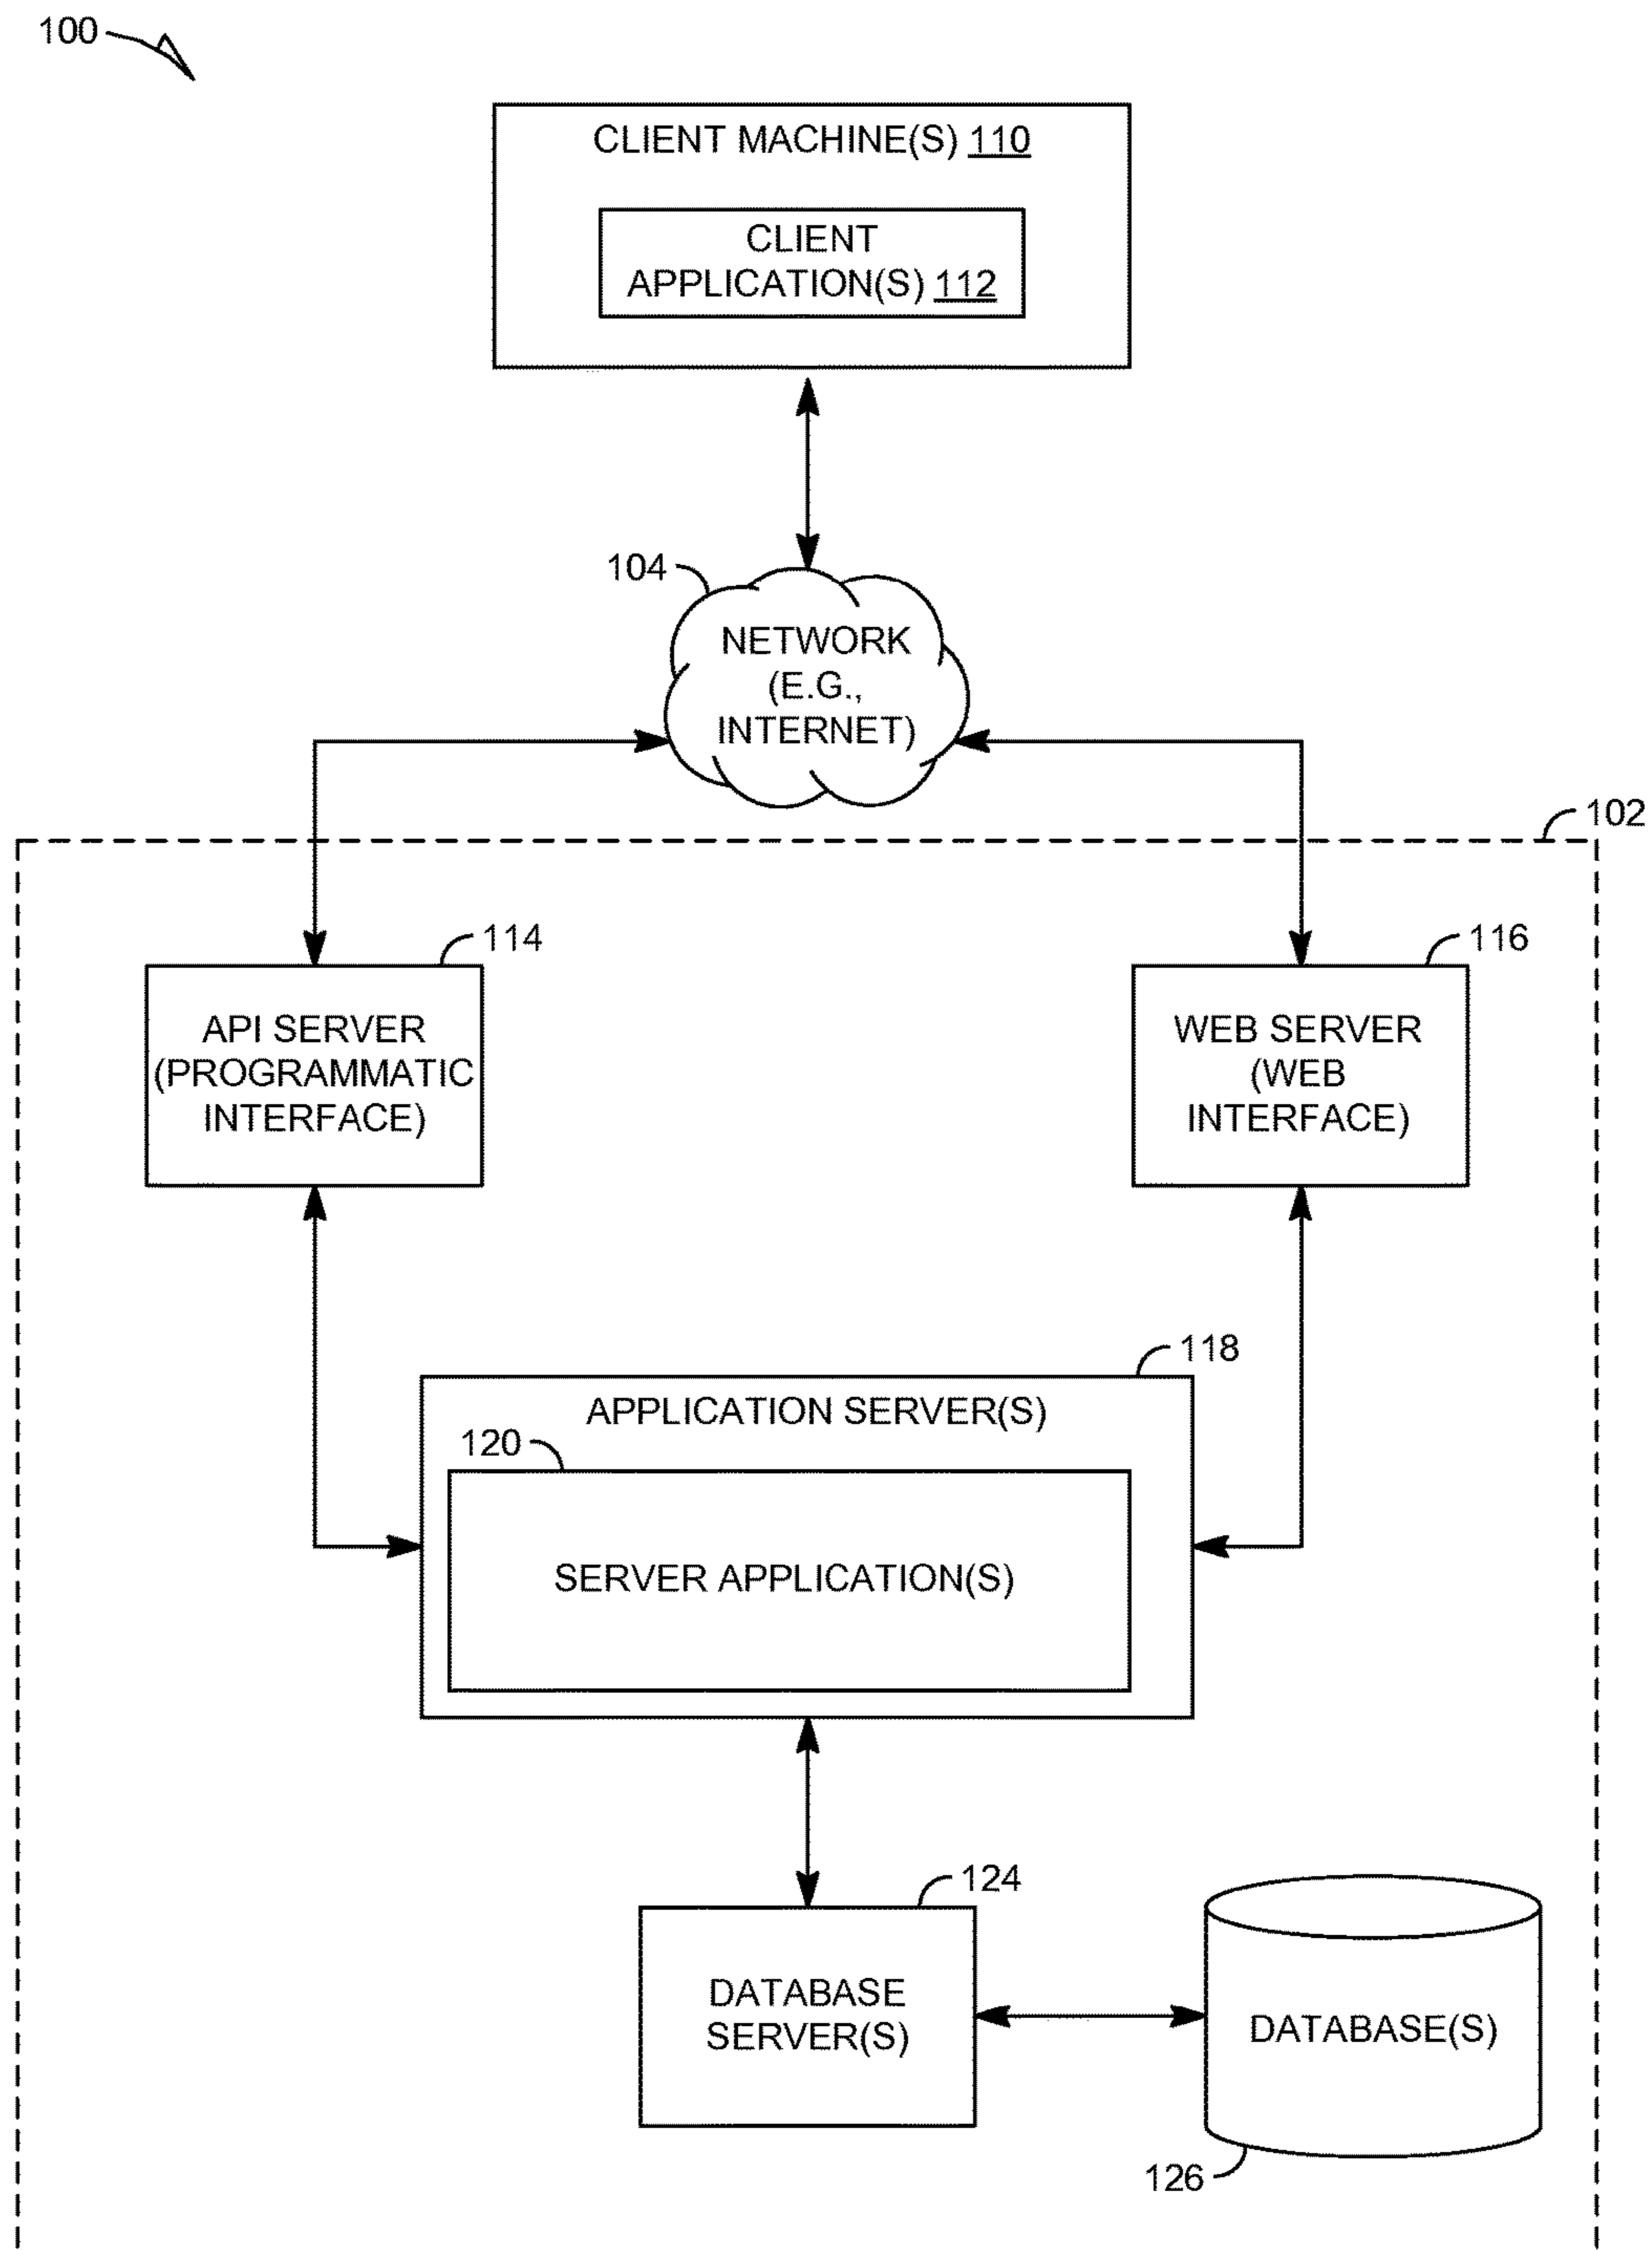 100
CLIENT MACHINE(S) 110
CLIENT
APPLICATION(S) 112
104
NETWORK
(E.G.,
INTERNET)
102
114
API SERVER
(PROGRAMMATIC
INTERFACE)
116
WEB SERVER
(WEB
INTERFACE)
118
APPLICATION SERVER(S)
120
SERVER APPLICATION(S)
124
DATABASE
SERVER(S)
DATABASE(S)
126